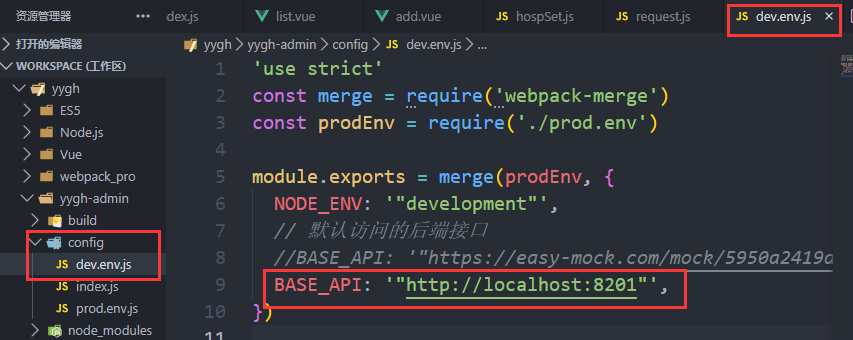 资源管理器
···
dex.js
list.vue
add.vue
JS hospSet.js
JS request.js
JS dev.env.js ×
打开的编辑器
WORKSPACE (工作区)
yygh
ES5
Node.js
Vue
webpack_pro
yygh-admin
build
config
JS dev.env.js
JS index.js
JS prod.env.js
node_modules
yygh > yygh-admin > config > JS dev.env.js > ...
1 'use strict'
2 const merge = require('webpack-merge')
3 const prodEnv = require('./prod.env')
4
5 module.exports = merge(prodEnv, {
6 NODE_ENV: '"development"',
7 // 默认访问的后端接口
8 //BASE_API: '"https://easy-mock.com/mock/5950a2419a
9 BASE_API: '"http://localhost:8201"',
10 })
11